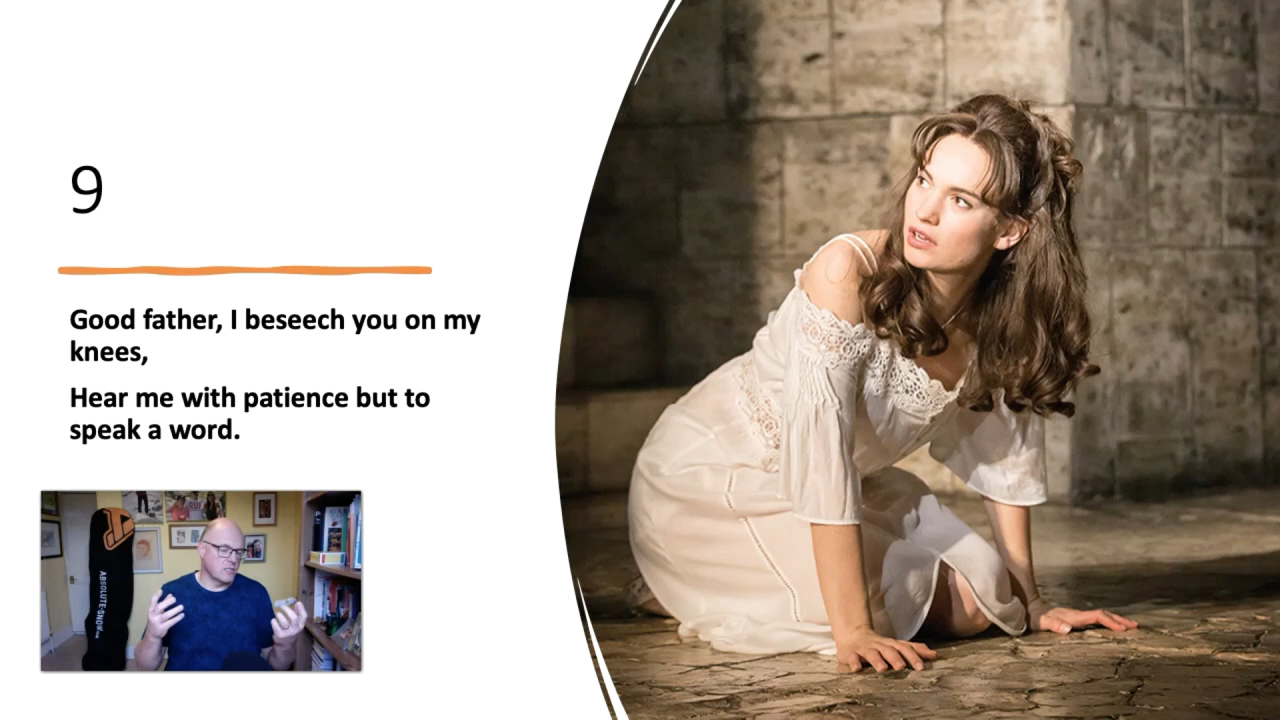 9
Good father, I beseech you on my
knees,
Hear me with patience but to
speak a word.
ABSOLUTE-SNOW